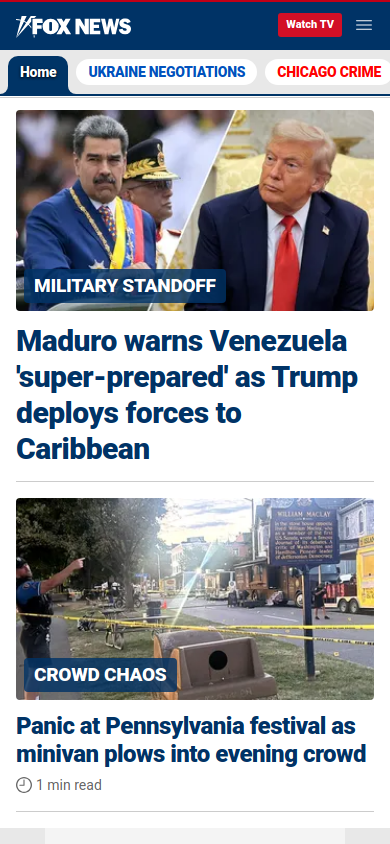 FOX NEWS
Watch TV
Home
UKRAINE NEGOTIATIONS
CHICAGO CRIME
MILITARY STANDOFF
Maduro warns Venezuela
'super-prepared' as Trump
deploys forces to
Caribbean
WILLIAM MACLAY
CROWD CHAOS
Panic at Pennsylvania festival as
minivan plows into evening crowd
1 min read